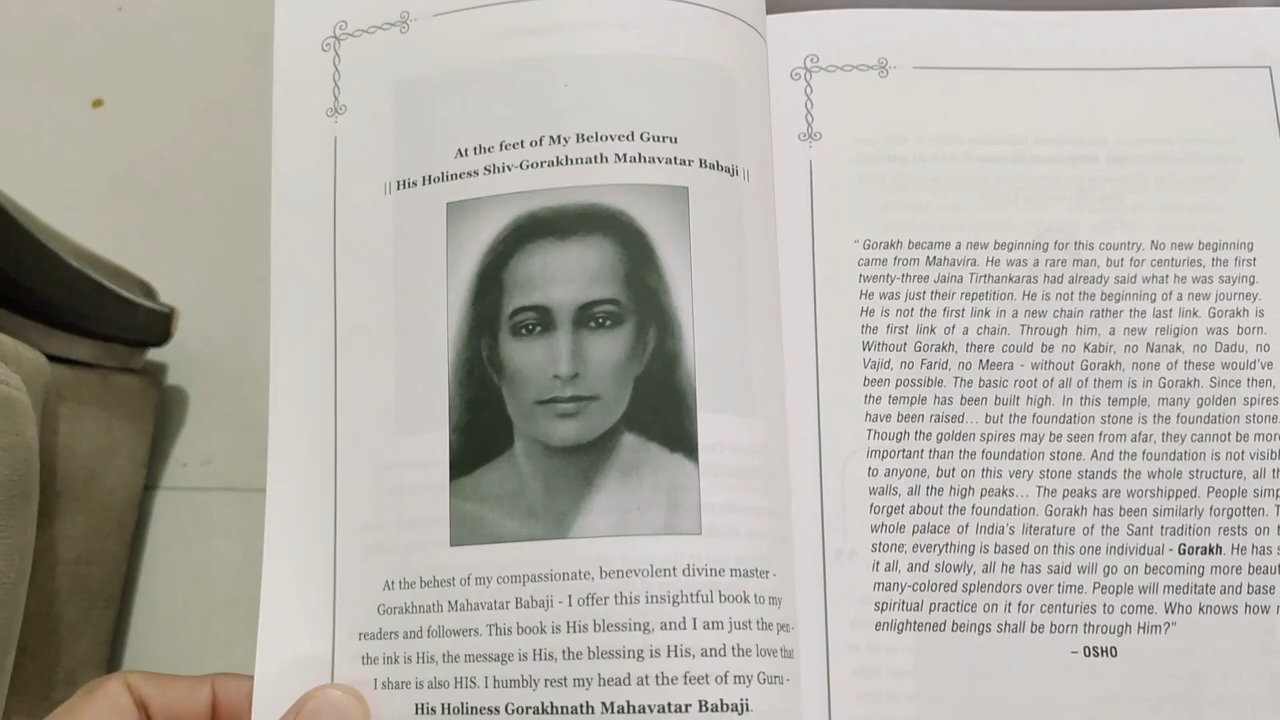 At the feet of My Beloved Guru
|| His Holiness Shiv-Gorakhnath Mahavatar Babaji ||
At the behest of my compassionate, benevolent divine master -
Gorakhnath Mahavatar Babaji - I offer this insightful book to my
readers and followers. This book is His blessing, and I am just the pen-
the ink is His, the message is His, the blessing is His, and the love that
I share is also HIS. I humbly rest my head at the feet of my Guru -
His Holiness Gorakhnath Mahavatar Babaji.
" Gorakh became a new beginning for this country. No new beginning
came from Mahavira. He was a rare man, but for centuries, the first
twenty-three Jaina Tirthankaras had already said what he was saying.
He was just their repetition. He is not the beginning of a new journey.
He is not the first link in a new chain rather the last link. Gorakh is
the first link of a chain. Through him, a new religion was born.
Without Gorakh, there could be no Kabir, no Nanak, no Dadu, no
Vajid, no Farid, no Meera - without Gorakh, none of these would've
been possible. The basic root of all of them is in Gorakh. Since then,
the temple has been built high. In this temple, many golden spires
have been raised... but the foundation stone is the foundation stone.
Though the golden spires may be seen from afar, they cannot be more
important than the foundation stone. And the foundation is not
to anyone, but on this very stone stands the whole structure, all
walls, all the high peaks... The peaks are worshipped. People
forget about the foundation. Gorakh has been similarly forgotten.
whole palace of India's literature of the Sant tradition rests on
stone; everything is based on this one individual - Gorakh. He has
it all, and slowly, all he has said will go on becoming more
many-colored splendors over time. People will meditate and base
spiritual practice on it for centuries to come. Who knows how
enlightened beings shall be born through Him?"
– OSHO